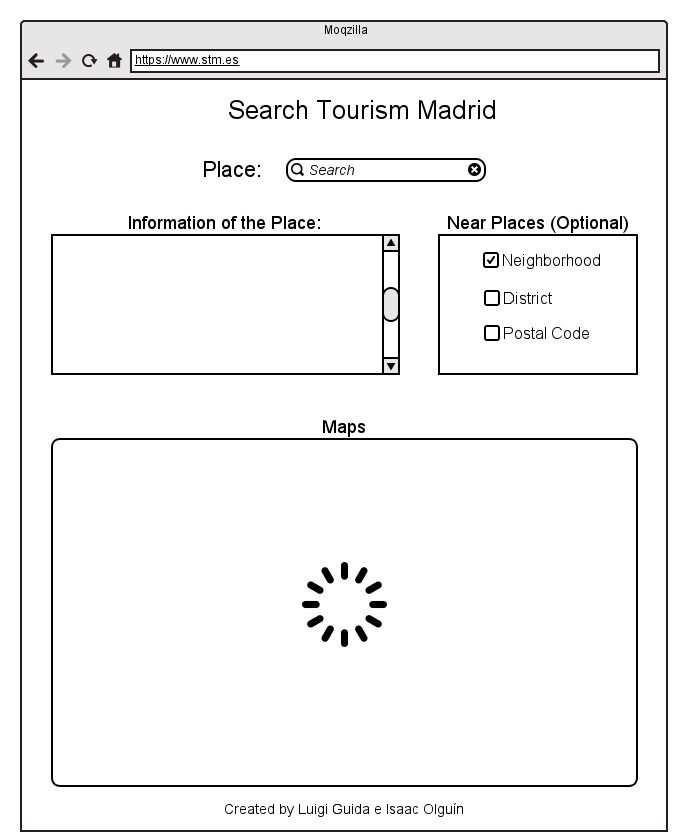 Moqzilla
https://www.stm.es
Search Tourism Madrid
Place:
Search
Information of the Place:
Near Places (Optional)
Neighborhood
District
Postal Code
Maps
Created by Luigi Guida e Isaac Olguín